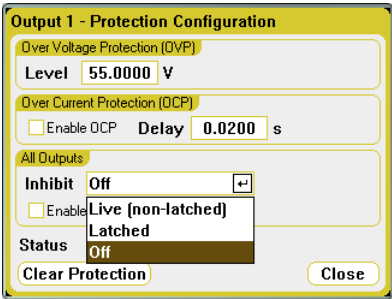 Output 1 - Protection Configuration
Over Voltage Protection (OVP)
Level 55.0000 V
Over Current Protection (OCP)
Enable OCP Delay 0.0200 s
All Outputs
Inhibit Off
Enable
Live (non-latched)
Latched
Off
Status
Clear Protection Close